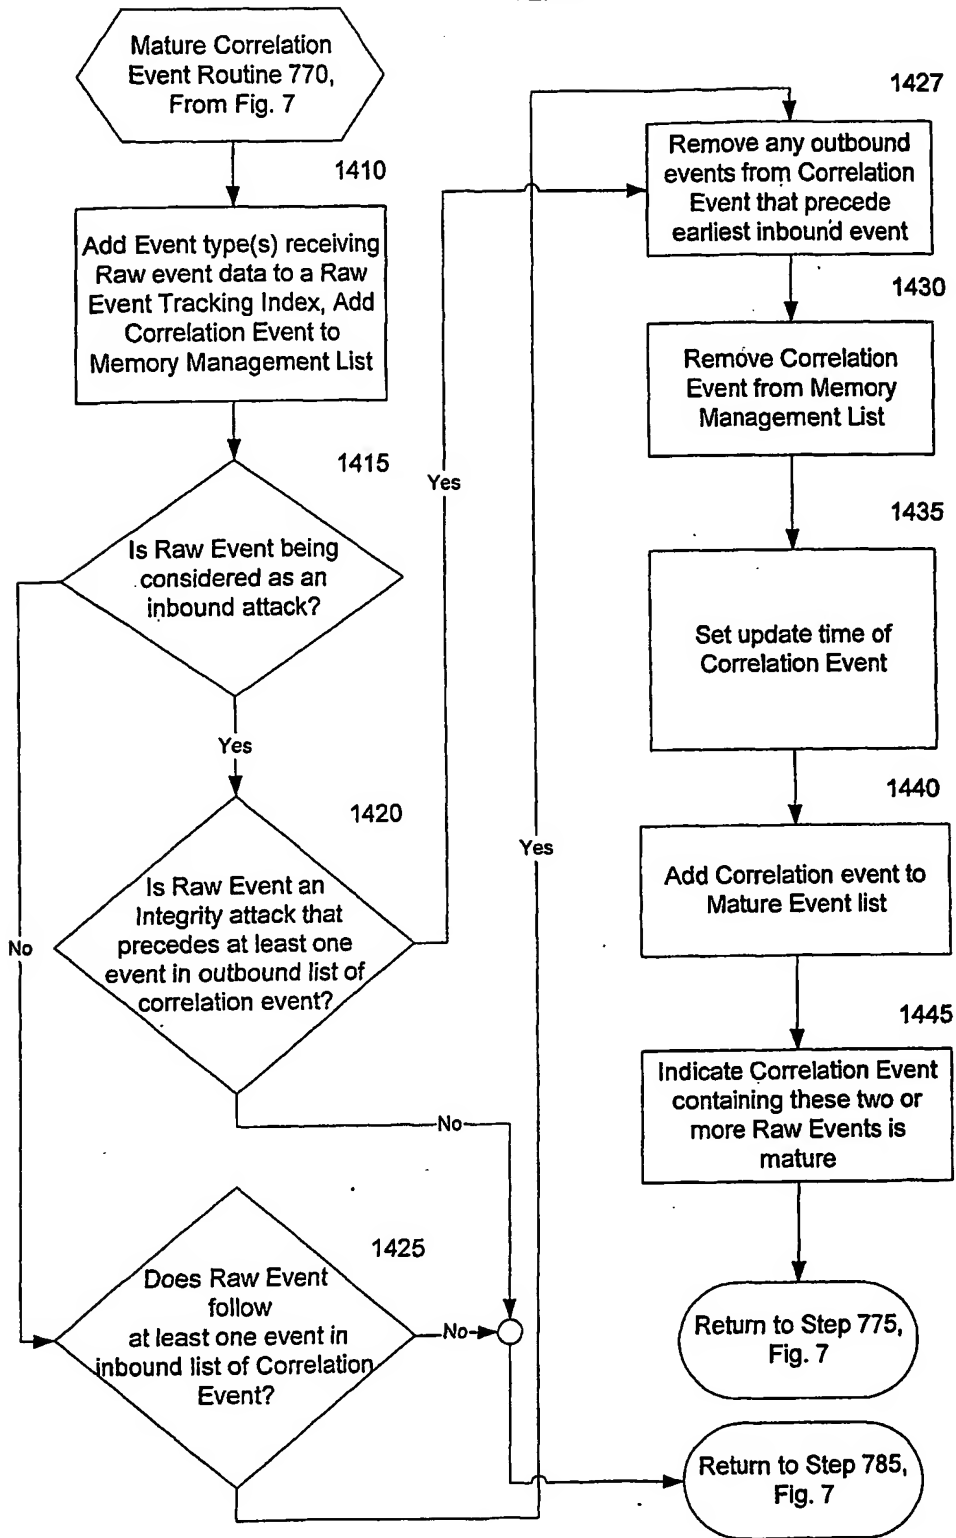 Mature Correlation
Event Routine 770,
From Fig. 7
1410
Add Event type(s) receiving
Raw event data to a Raw
Event Tracking Index, Add
Correlation Event to
Memory Management List
1415
Is Raw Event being
considered as an
inbound attack?
Yes
No
1420
Is Raw Event an
Integrity attack that
precedes at least one
event in outbound list of
correlation event?
Yes
No
1425
Does Raw Event
follow
at least one event in
inbound list of Correlation
Event?
No
Yes
1427
Remove any outbound
events from Correlation
Event that precede
earliest inbound event
1430
Remove Correlation
Event from Memory
Management List
1435
Set update time of
Correlation Event
1440
Add Correlation event to
Mature Event list
1445
Indicate Correlation Event
containing these two or
more Raw Events is
mature
Return to Step 775,
Fig. 7
Return to Step 785,
Fig. 7